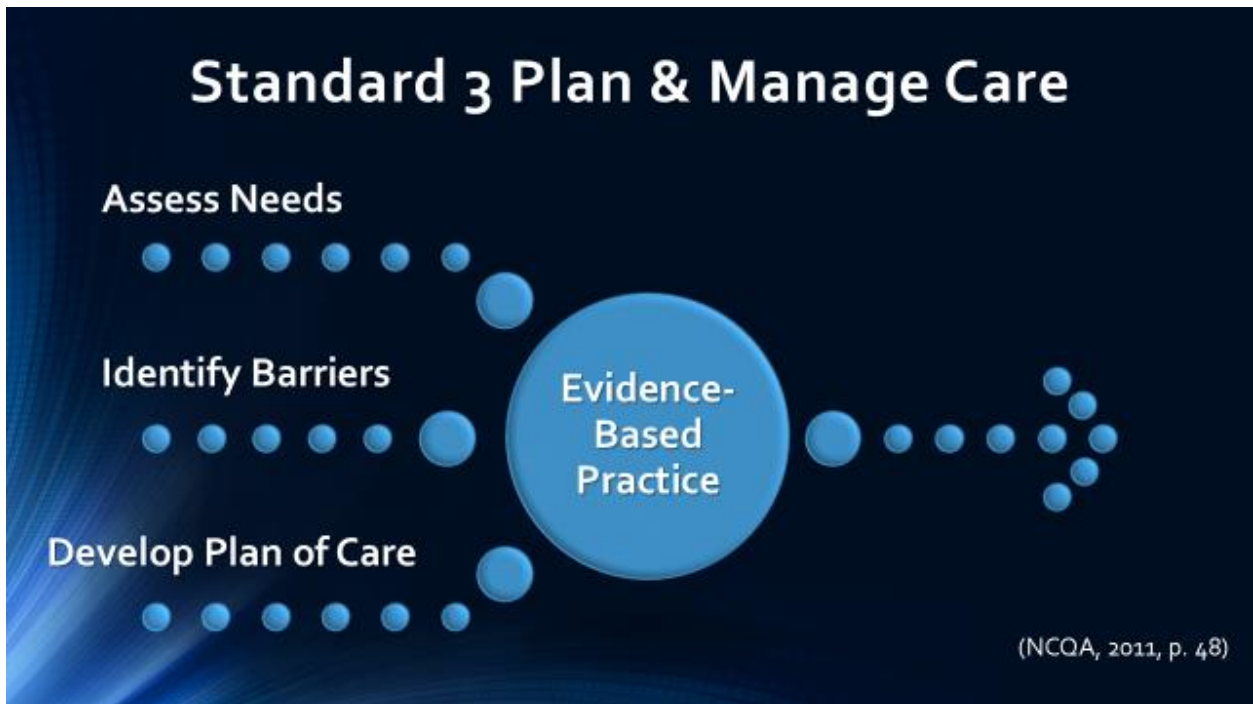 Standard 3 Plan & Manage Care
Assess Needs
Identify Barriers
Develop Plan of Care
Evidence-
Based
Practice
(NCQA, 2011, p. 48)